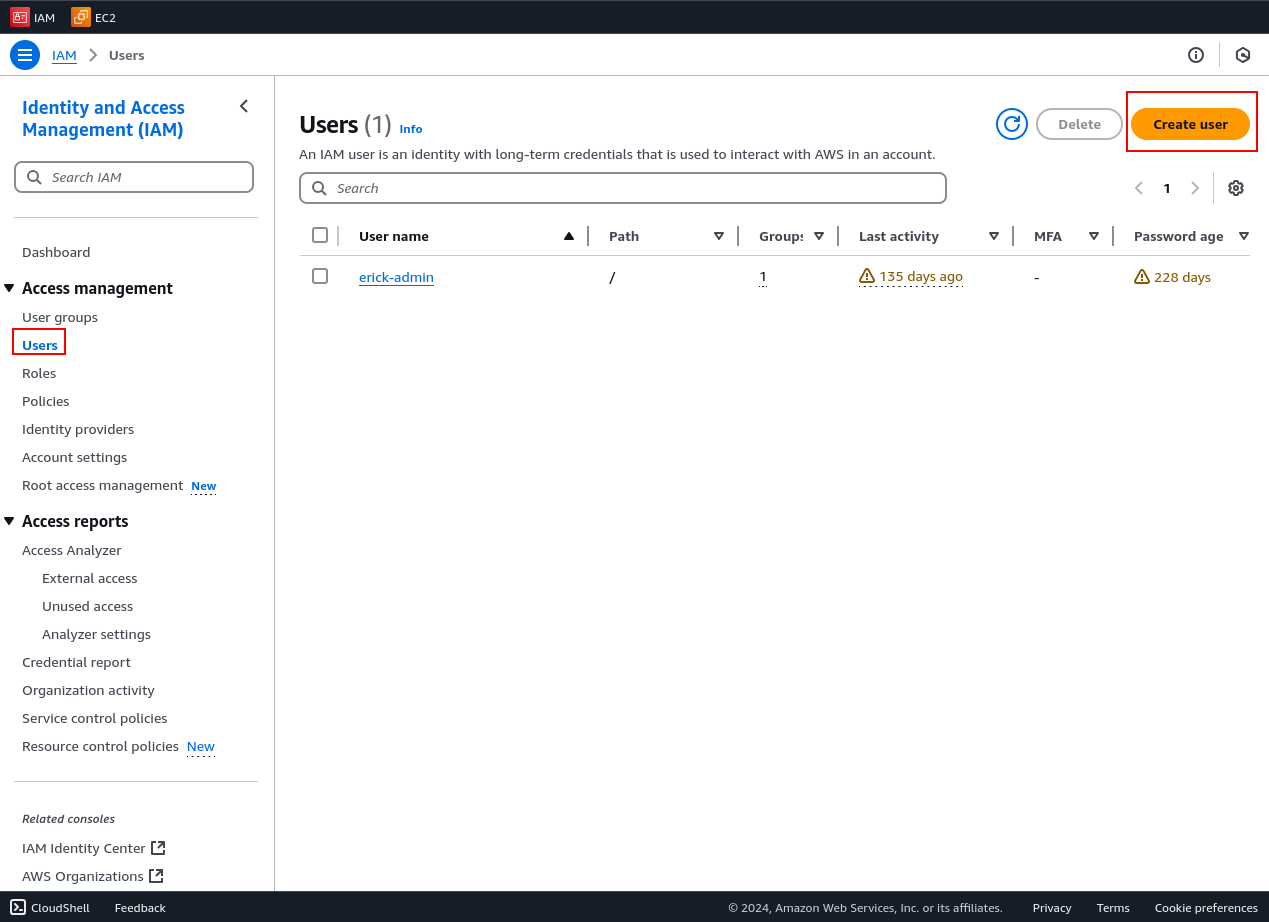 IAM EC2
IAM Users
Identity and Access
Management (IAM)
Search IAM
Dashboard
Access management
User groups
Users
Roles
Policies
Identity providers
Account settings
Root access management New
Access reports
Access Analyzer
External access
Unused access
Analyzer settings
Credential report
Organization activity
Service control policies
Resource control policies New
Related consoles
IAM Identity Center
AWS Organizations
Users (1) Info
Delete
Create user
An IAM user is an identity with long-term credentials that is used to interact with AWS in an account.
Search
1
User name Path Groups Last activity MFA Password age
erick-admin / 1 135 days ago - 228 days
CloudShell Feedback © 2024, Amazon Web Services, Inc. or its affiliates. Privacy Terms Cookie preferences